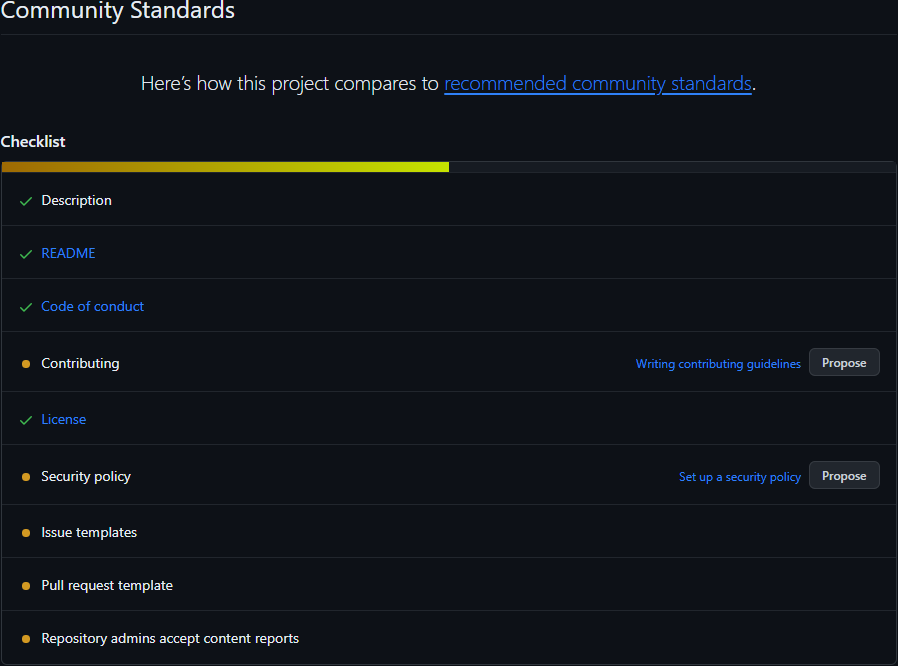 Community Standards
Here’s how this project compares to recommended community standards.
Checklist
Description
README
Code of conduct
Contributing Writing contributing guidelines Propose
License
Security policy Set up a security policy Propose
Issue templates
Pull request template
Repository admins accept content reports